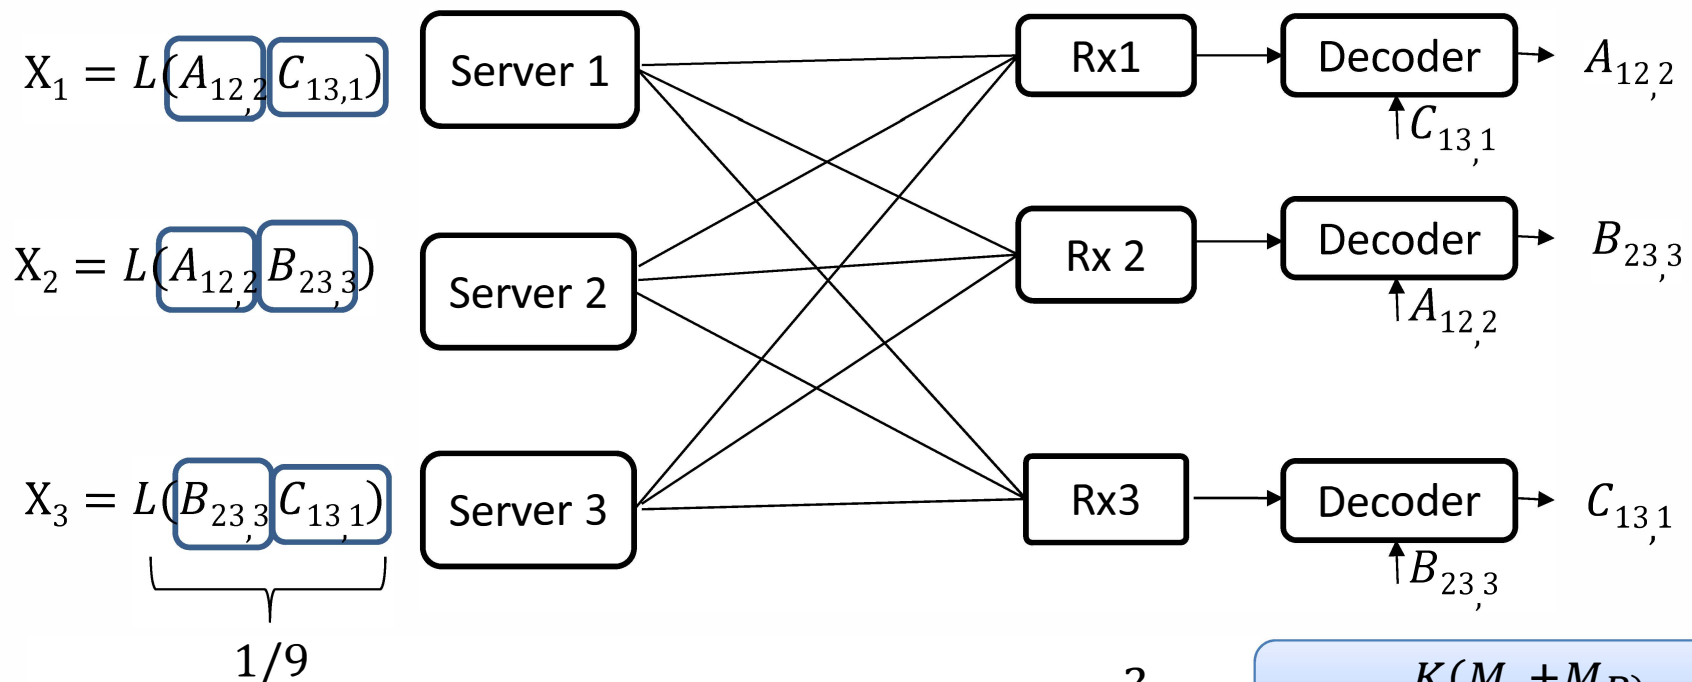 X₁ = L(A₁₂,₂ C₁₃,₁) Server 1 Rx1 Decoder A₁₂,₂
C₁₃,₁
X₂ = L(A₁₂,₂ B₂₃,₃) Server 2 Rx 2 Decoder B₂₃,₃
A₁₂,₂
X₃ = L(B₂₃,₃ C₁₃,₁) Server 3 Rx3 Decoder C₁₃,₁
B₂₃,₃
1/9